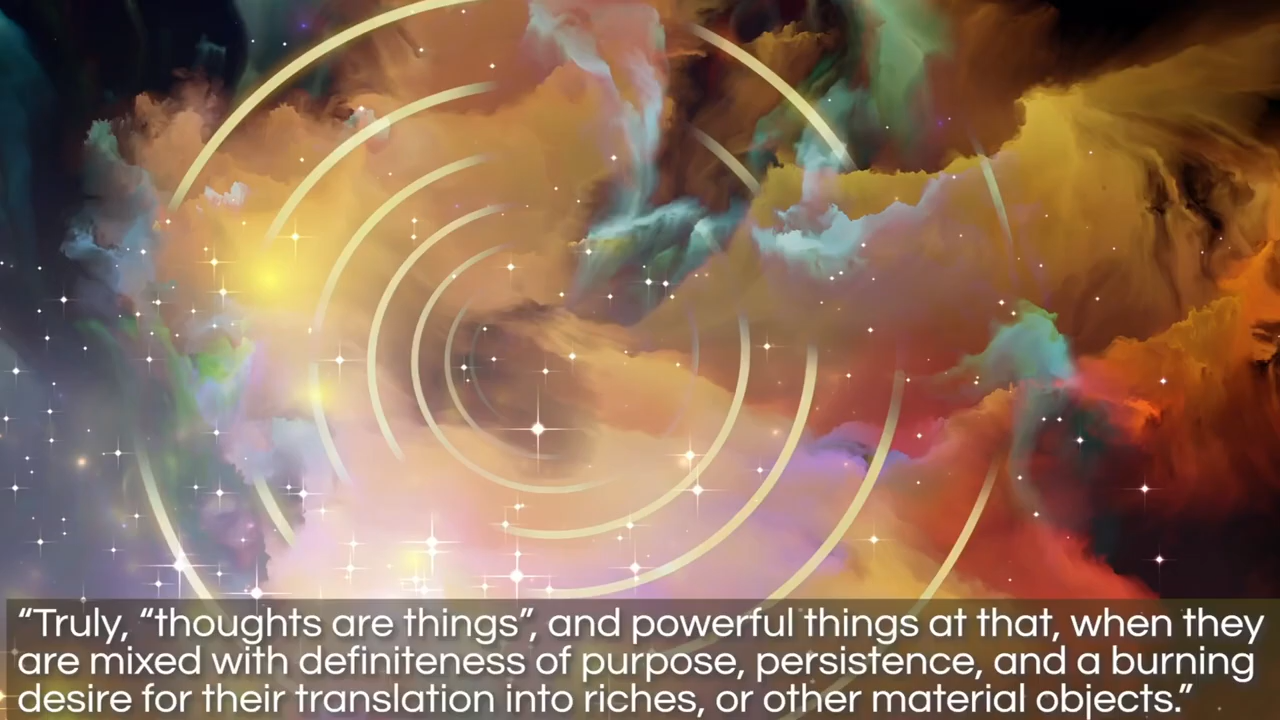 “Truly, “thoughts are things”, and powerful things at that, when they
are mixed with definiteness of purpose, persistence, and a burning
desire for their translation into riches, or other material objects.”